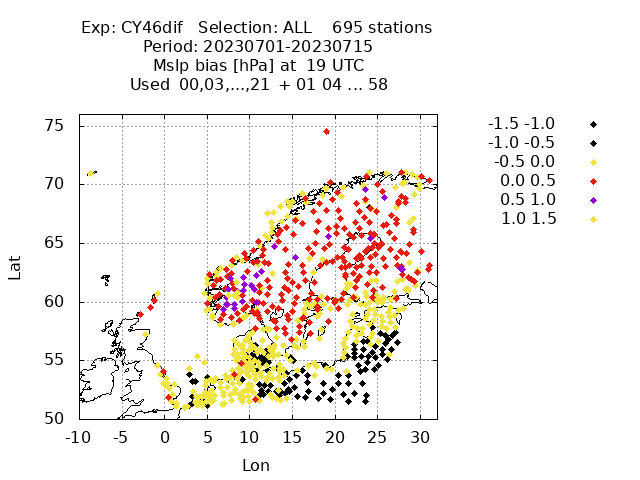 Exp: CY46dif   Selection: ALL    695 stations
Period: 20230701-20230715
Mslp bias [hPa] at  19 UTC
Used  00,03,...,21  + 01 04 ... 58
75
70
65
60
55
50
-10 -5 0 5 10 15 20 25 30
Lat
Lon
-1.5 -1.0
-1.0 -0.5
-0.5 0.0
0.0 0.5
0.5 1.0
1.0 1.5